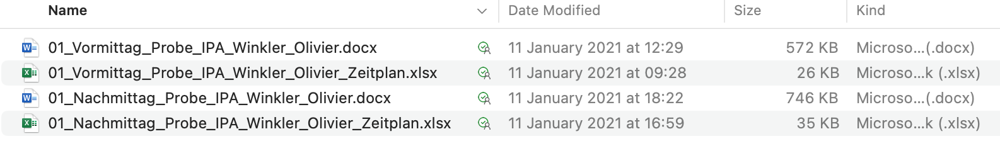 Name Date Modified Size Kind
01_Vormittag_Probe_IPA_Winkler_Olivier.docx 11 January 2021 at 12:29 572 KB Microso...(.docx)
01_Vormittag_Probe_IPA_Winkler_Olivier_Zeitplan.xlsx 11 January 2021 at 09:28 26 KB Microso...k (.xlsx)
01_Nachmittag_Probe_IPA_Winkler_Olivier.docx 11 January 2021 at 18:22 746 KB Microso...(.docx)
01_Nachmittag_Probe_IPA_Winkler_Olivier_Zeitplan.xlsx 11 January 2021 at 16:59 35 KB Microso...k (.xlsx)